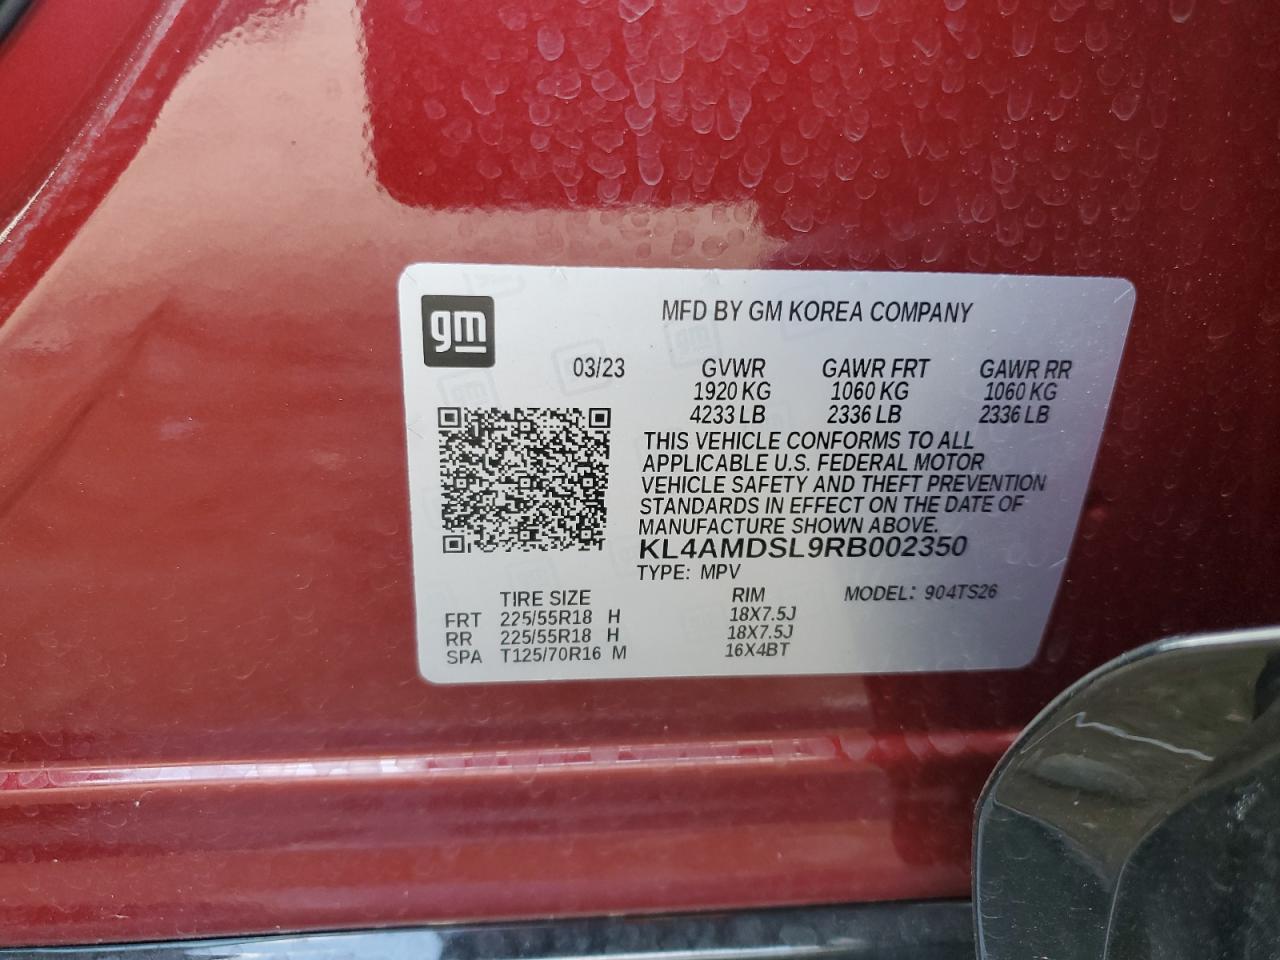 gm
MFD BY GM KOREA COMPANY
03/23 GVWR GAWR FRT GAWR RR
1920 KG 1060 KG 1060 KG
4233 LB 2336 LB 2336 LB
THIS VEHICLE CONFORMS TO ALL
APPLICABLE U.S. FEDERAL MOTOR
VEHICLE SAFETY AND THEFT PREVENTION
STANDARDS IN EFFECT ON THE DATE OF
MANUFACTURE SHOWN ABOVE.
KL4AMDSL9RB002350
TYPE: MPV
TIRE SIZE RIM MODEL: 904TS26
FRT 225/55R18 H 18X7.5J
RR 225/55R18 H 18X7.5J
SPA T125/70R16 M 16X4BT